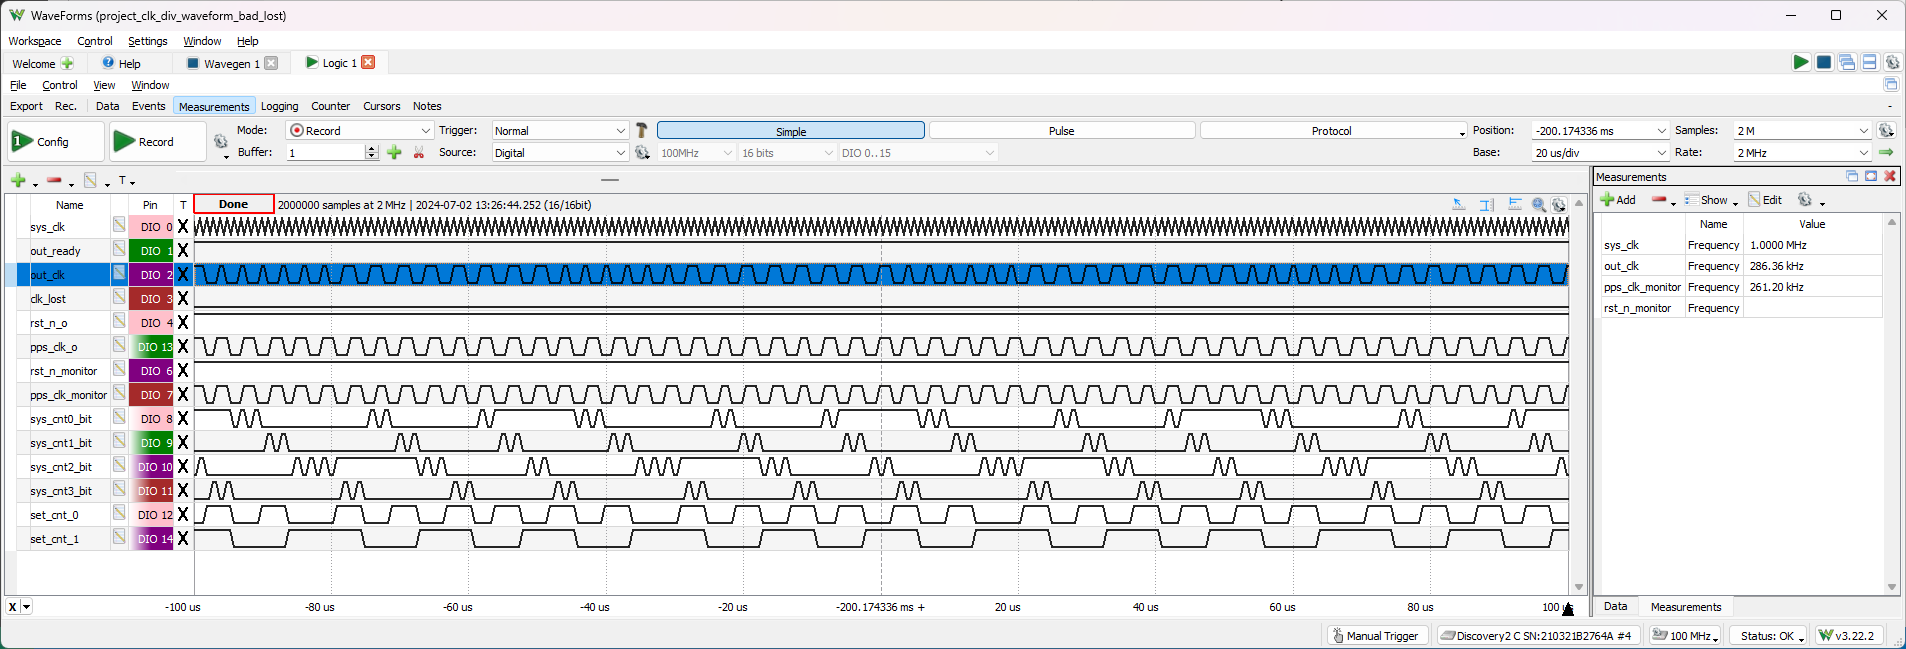 WaveForms (project_clk_div_waveform_bad_lost)
Workspace Control Settings Window Help
Welcome Help Wavegen 1 Logic 1
File Control View Window
Export Rec. Data Events Measurements Logging Counter Cursors Notes
1 Config Record Mode: Record Trigger: Normal Simple Pulse Protocol Position: -200.174336 ms Samples: 2 M
Buffer: 1 Source: Digital 100MHz 16 bits DIO 0..15 Base: 20 us/div Rate: 2 MHz
T
Measurements
Add Show Edit
Name Pin T Done 2000000 samples at 2 MHz | 2024-07-02 13:26:44.252 (16/16bit)
Name Value
sys_clk Frequency 1.0000 MHz
out_clk Frequency 286.36 kHz
pps_clk_monitor Frequency 261.20 kHz
rst_n_monitor Frequency
sys_clk DIO 0 X
out_ready DIO 1 X
out_clk DIO 2 X
clk_lost DIO 3 X
rst_n_o DIO 4 X
pps_clk_o DIO 13 X
rst_n_monitor DIO 6 X
pps_clk_monitor DIO 7 X
sys_cnt0_bit DIO 8 X
sys_cnt1_bit DIO 9 X
sys_cnt2_bit DIO 10 X
sys_cnt3_bit DIO 11 X
set_cnt_0 DIO 12 X
set_cnt_1 DIO 14 X
X -100 us -80 us -60 us -40 us -20 us -200.174336 ms + 20 us 40 us 60 us 80 us 100 us
Data Measurements
Manual Trigger Discovery2 C SN:210321B2764A #4 100 MHz Status: OK v3.22.2